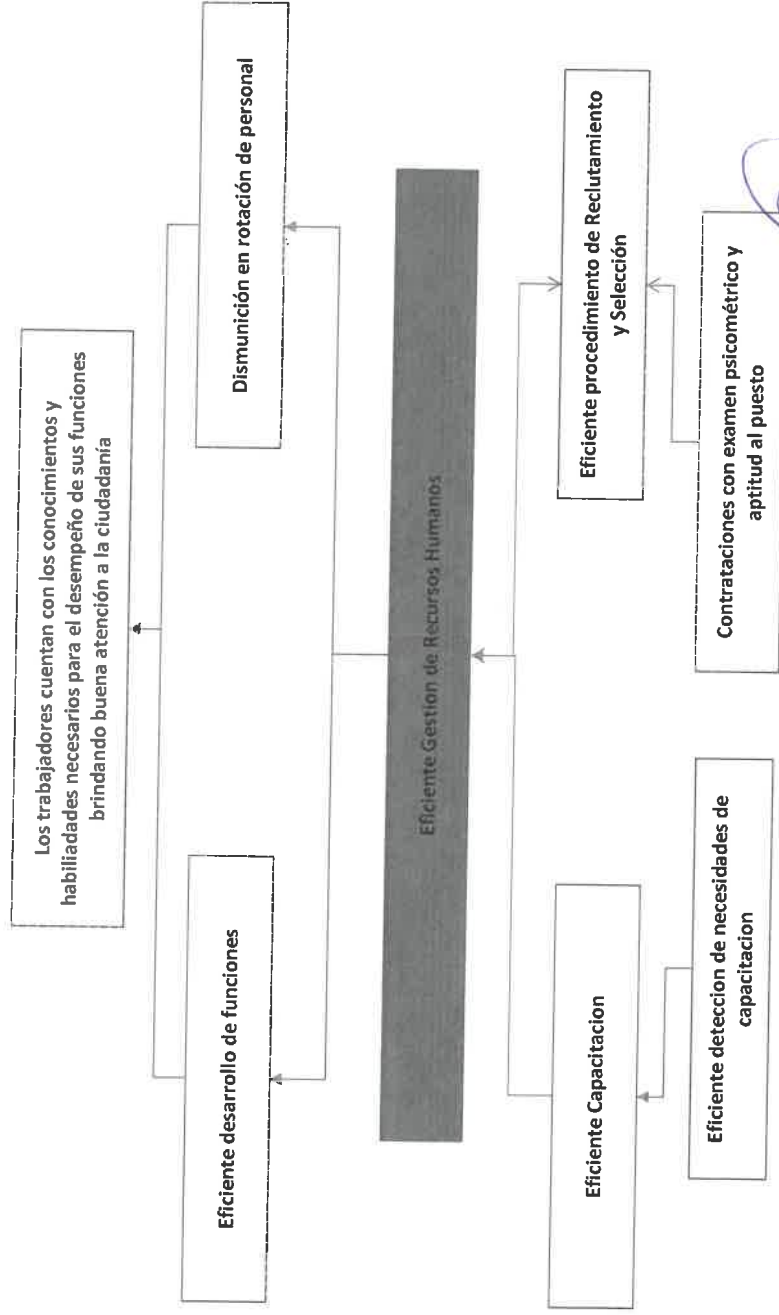 Los trabajadores cuentan con los conocimientos y
habiliadades necesarios para el desempeño de sus funciones
brindando buena atención a la ciudadanía
Eficiente desarrollo de funciones
Dismunición en rotación de personal
Eficiente Gestion de Recursos Humanos
Eficiente Capacitacion
Eficiente procedimiento de Reclutamiento
y Selección
Eficiente deteccion de necesidades de
capacitacion
Contrataciones con examen psicométrico y
aptitud al puesto